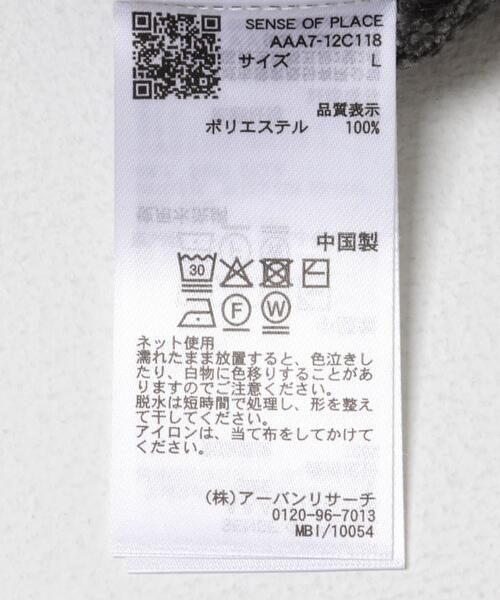 SENSE OF PLACE
AAA7-12C118
サイズ L
品質表示
ポリエステル 100%
中国製
30
F W
ネット使用
濡れたまま放置すると、色泣きし
たり、白物に色移りすることがあ
りますのでご注意ください。
脱水は短時間で処理し、形を整え
て干してください。
アイロンは、当て布をしてかけて
ください。
(株)アーバンリサーチ
0120-96-7013
MBI/10054